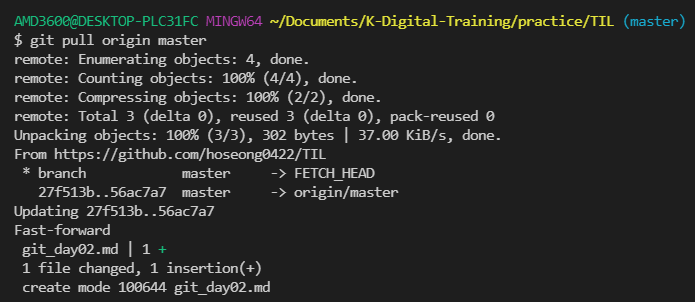 AMD3600@DESKTOP-PLC31FC MINGW64 ~/Documents/K-Digital-Training/practice/TIL (master)
$ git pull origin master
remote: Enumerating objects: 4, done.
remote: Counting objects: 100% (4/4), done.
remote: Compressing objects: 100% (2/2), done.
remote: Total 3 (delta 0), reused 3 (delta 0), pack-reused 0
Unpacking objects: 100% (3/3), 302 bytes | 37.00 KiB/s, done.
From https://github.com/hoseong0422/TIL
 * branch            master     -> FETCH_HEAD
   27f513b..56ac7a7  master     -> origin/master
Updating 27f513b..56ac7a7
Fast-forward
 git_day02.md | 1 +
 1 file changed, 1 insertion(+)
 create mode 100644 git_day02.md